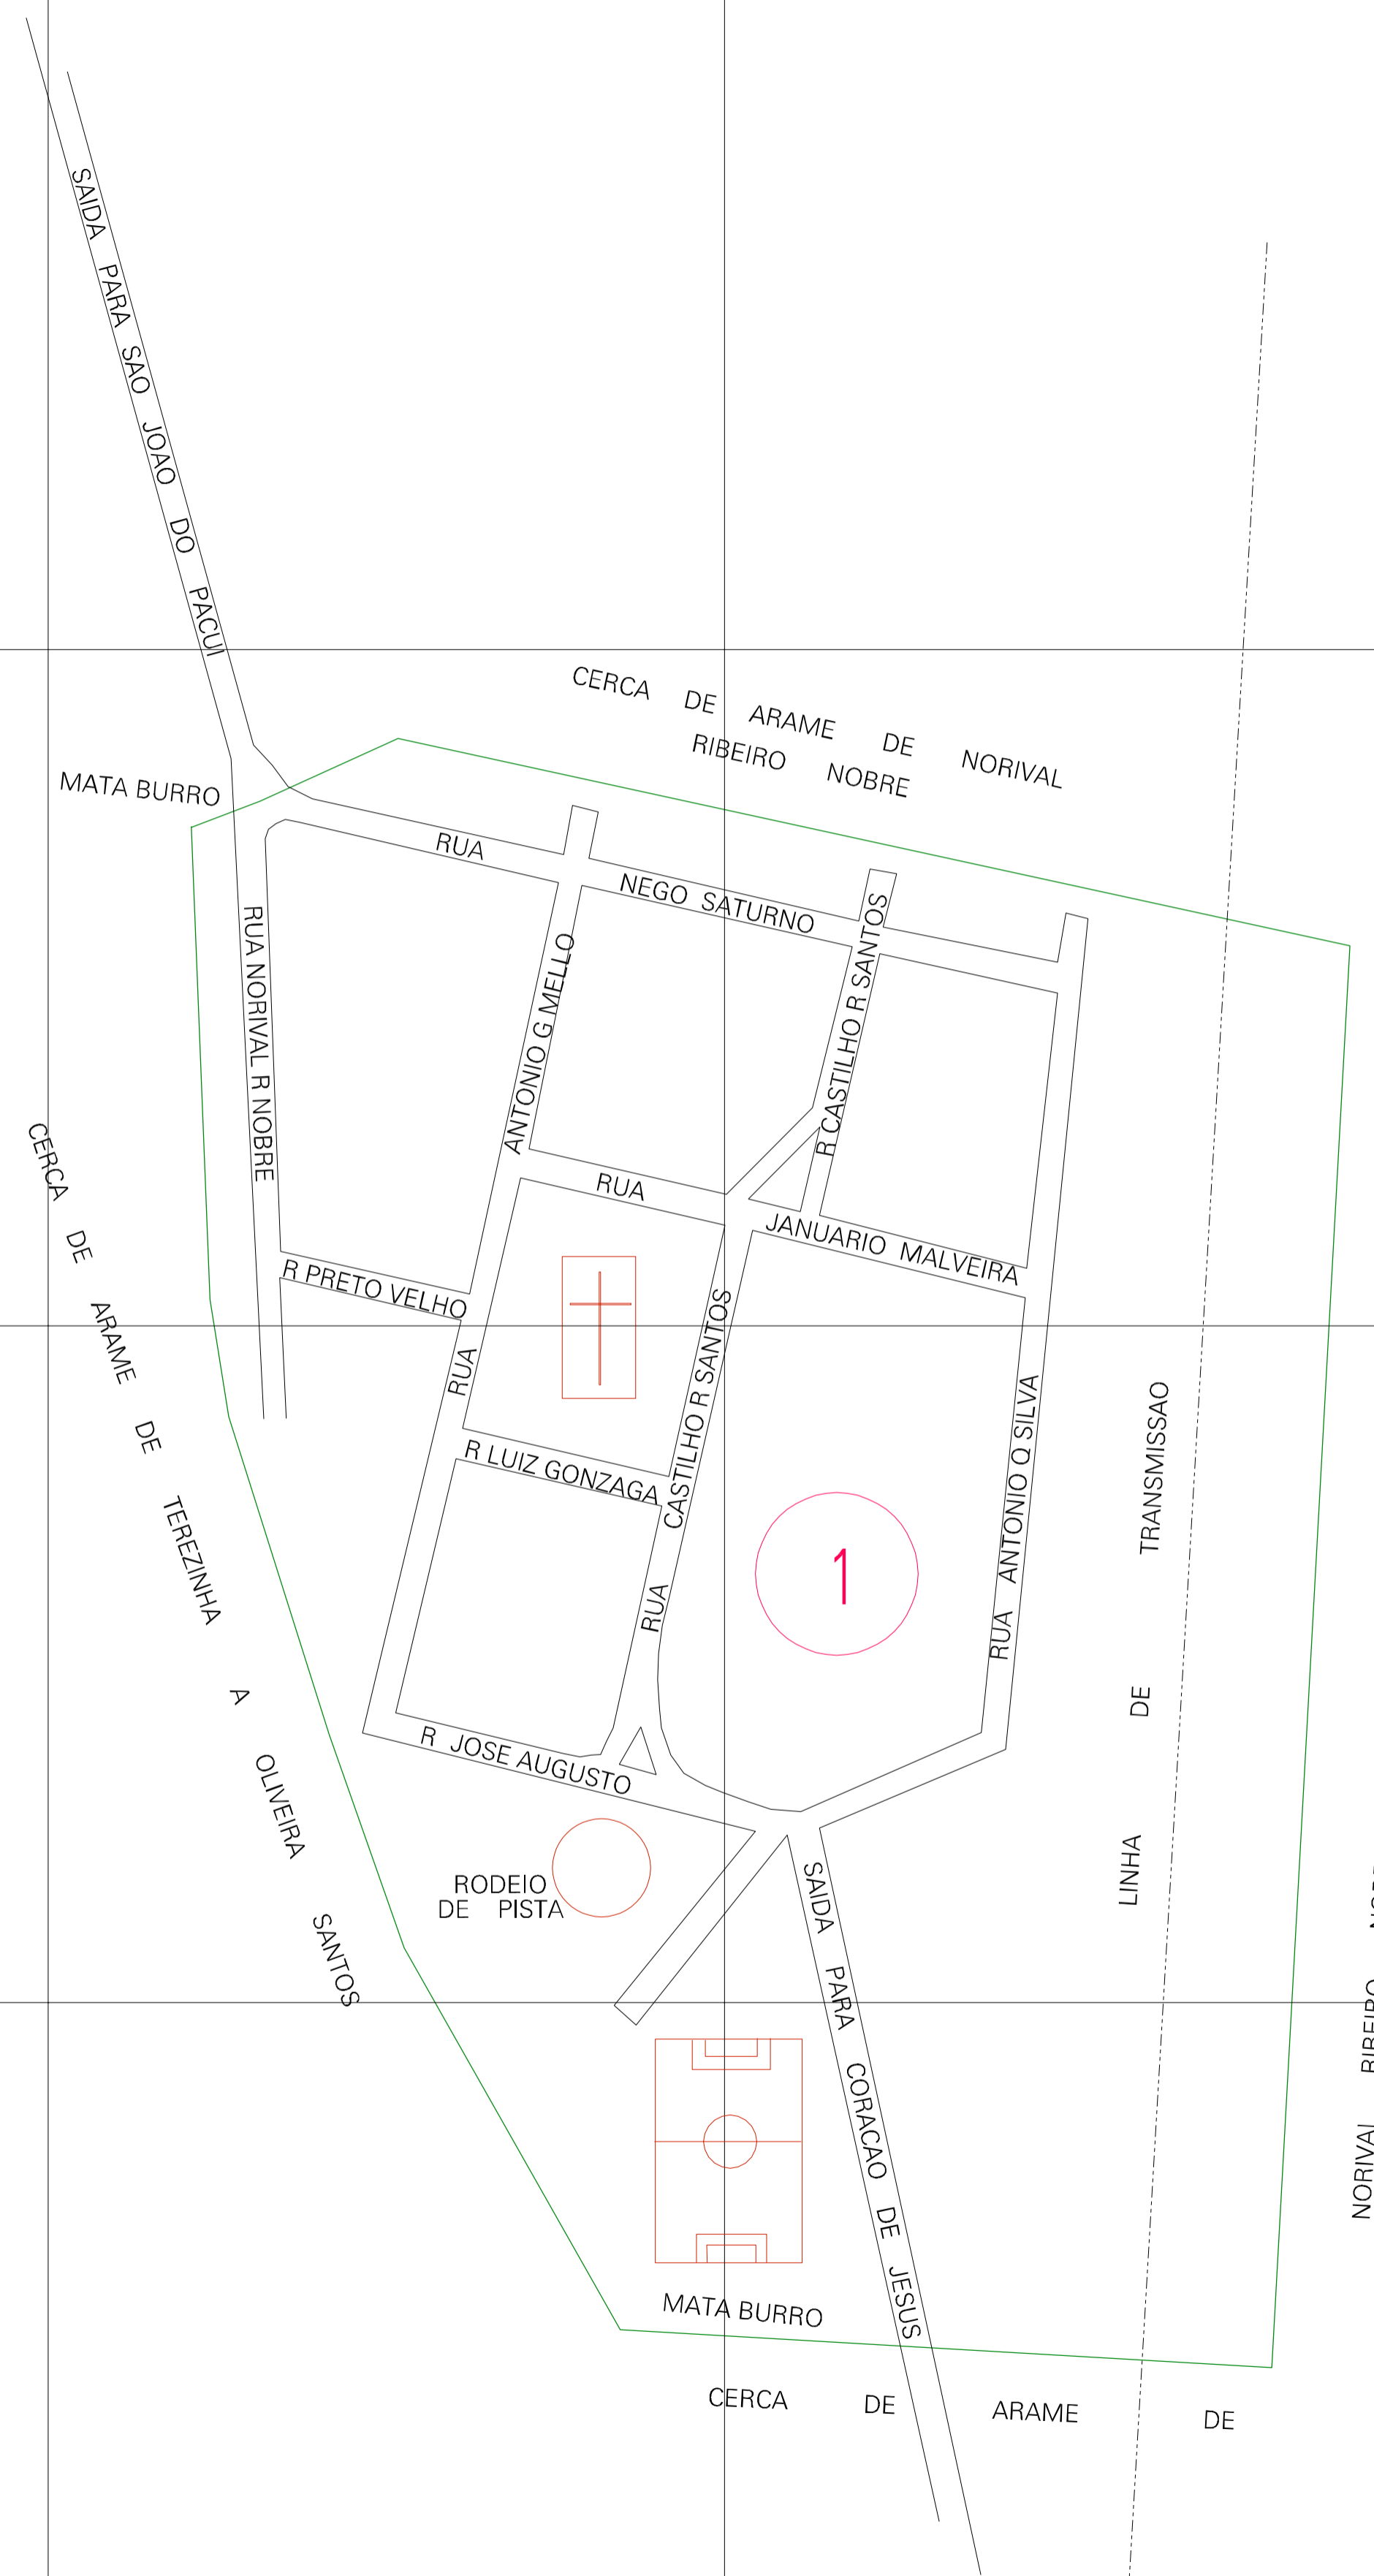 SAIDA PARA SAO JOAO DO PACUI
CERCA DE ARAME DE NORIVAL
RIBEIRO NOBRE
MATA BURRO
RUA NEGO SATURNO
RUA NORIVAL R NOBRE
ANTONIO G MELLO
R CASTILHO R SANTOS
RUA JANUARIO MALVEIRA
R PRETO VELHO
RUA
CASTILHO R SANTOS
RUA
R LUIZ GONZAGA
RUA ANTONIO Q SILVA
1
CERCA DE ARAME DE TEREZINHA A OLIVEIRA SANTOS
R JOSE AUGUSTO
RODEIO
DE PISTA
LINHA DE TRANSMISSAO
SAIDA PARA CORACAO DE JESUS
NORIVAL RIBEIRO
MATA BURRO
CERCA DE ARAME DE